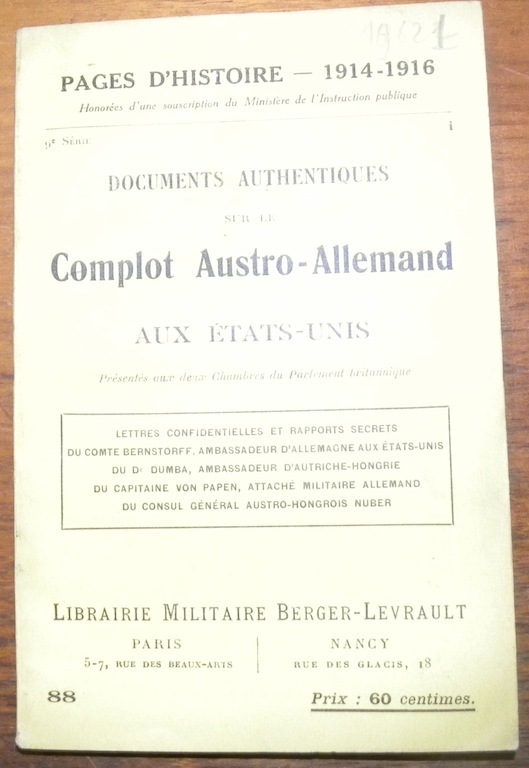 PAGES D'HISTOIRE — 1914-1916
Honorées d'une souscription du Ministère de l'Instruction publique
9e SÉRIE i
DOCUMENTS AUTHENTIQUES
SUR LE
Complot Austro-Allemand
AUX ÉTATS-UNIS
Présentés aux deux Chambres du Parlement britannique
LETTRES CONFIDENTIELLES ET RAPPORTS SECRETS
DU COMTE BERNSTORFF, AMBASSADEUR D'ALLEMAGNE AUX ÉTATS-UNIS
DU Dr DUMBA, AMBASSADEUR D'AUTRICHE-HONGRIE
DU CAPITAINE VON PAPEN, ATTACHÉ MILITAIRE ALLEMAND
DU CONSUL GÉNÉRAL AUSTRO-HONGROIS NUBER
LIBRAIRIE MILITAIRE BERGER-LEVRAULT
PARIS NANCY
5-7, RUE DES BEAUX-ARTS RUE DES GLACIS, 18
88 Prix : 60 centimes.